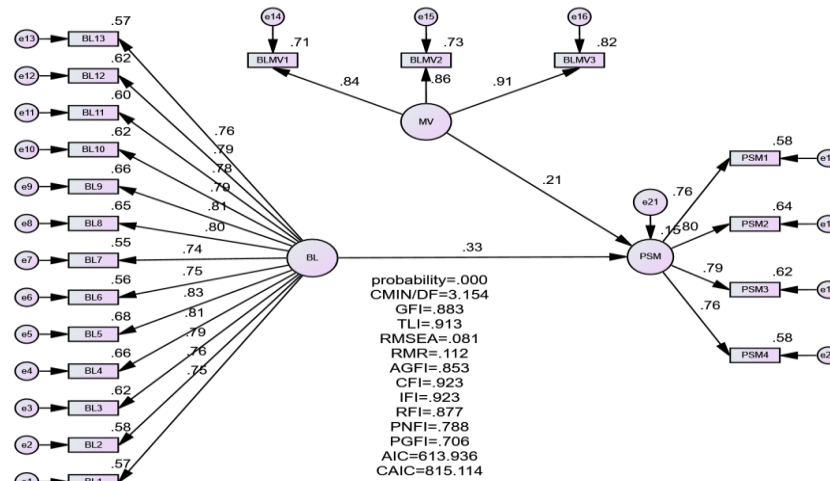 e14
e15
e16
.71
.73
.82
BLMV1
BLMV2
BLMV3
.84
.86
.91
MV
.21
e13
.57
BL13
.76
e12
.62
BL12
.79
e11
.60
BL11
.78
e10
.62
BL10
.79
e9
.66
BL9
.81
e8
.65
BL8
.80
e7
.55
BL7
.74
e6
.56
BL6
.75
e5
.68
BL5
.83
e4
.66
BL4
.81
e3
.62
BL3
.79
e2
.58
BL2
.76
e1
.57
BL1
.75
BL
.33
e21
.15
PSM
.76
.58
PSM1
.80
.64
PSM2
.79
.62
PSM3
.76
.58
PSM4
probability=.000
CMIN/DF=3.154
GFI=.883
TLI=.913
RMSEA=.081
RMR=.112
AGFI=.853
CFI=.923
IFI=.923
RFI=.877
PNFI=.788
PGFI=.706
AIC=613.936
CAIC=815.114